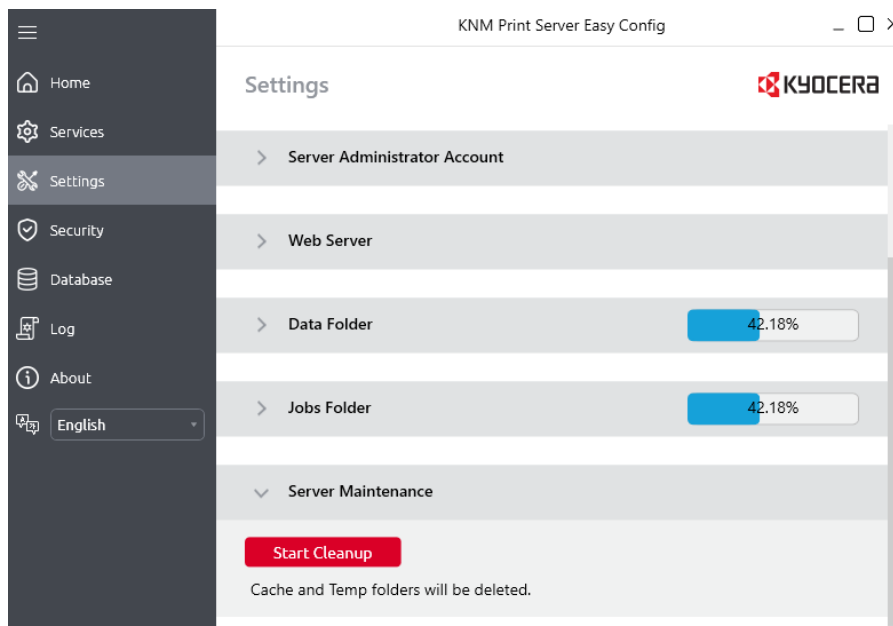 KNM Print Server Easy Config
Home
Services
Settings
Security
Database
Log
About
English
Settings
KYOCERA
Server Administrator Account
Web Server
Data Folder
42.18%
Jobs Folder
42.18%
Server Maintenance
Start Cleanup
Cache and Temp folders will be deleted.